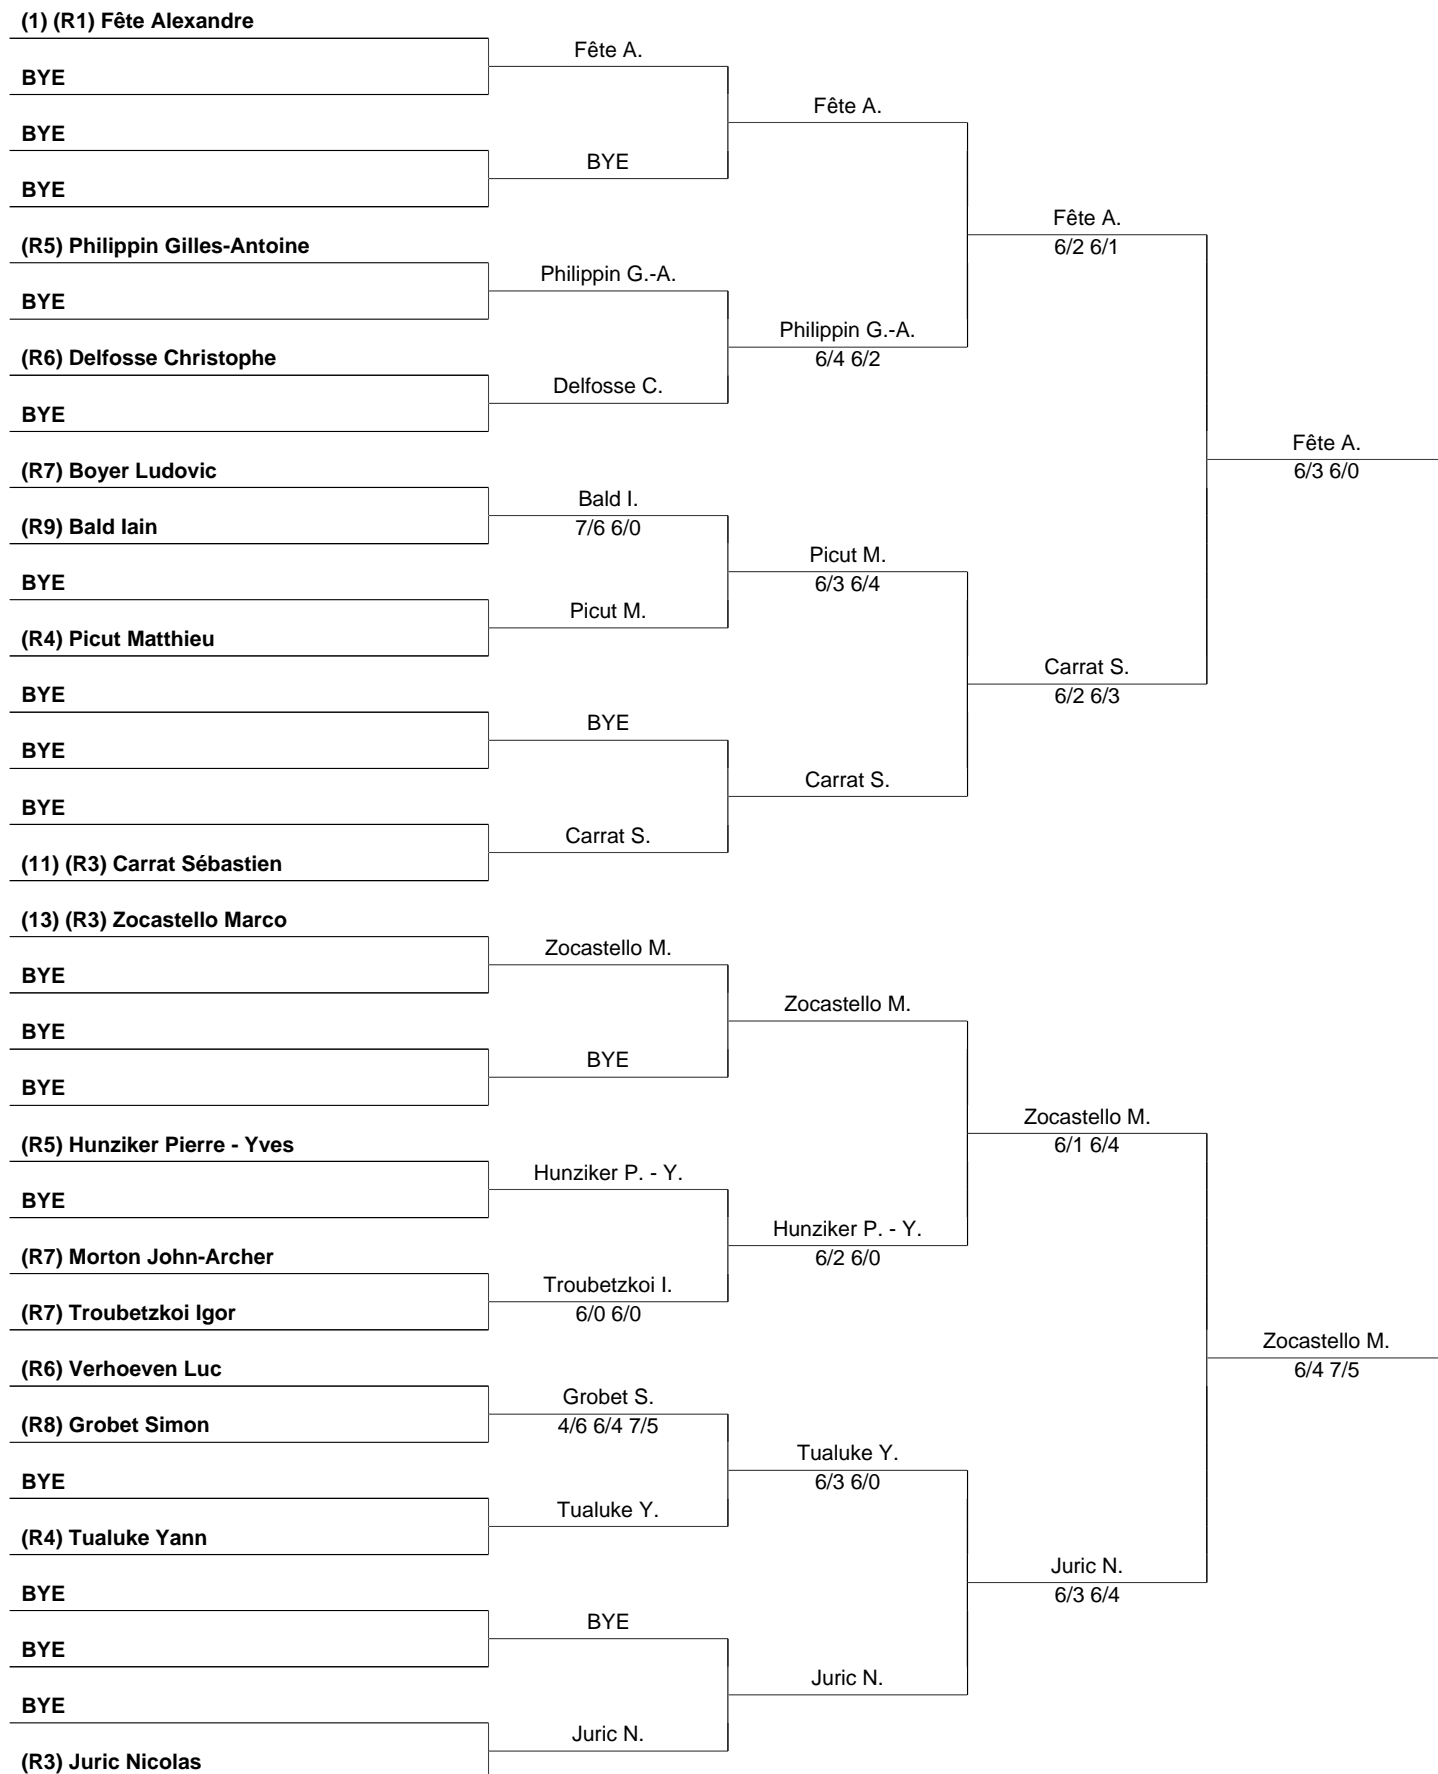 (1) (R1) Fête Alexandre
Fête A.
BYE
Fête A.
BYE
BYE
BYE
Fête A.
(R5) Philippin Gilles-Antoine
6/2 6/1
Philippin G.-A.
BYE
Philippin G.-A.
(R6) Delfosse Christophe
6/4 6/2
Delfosse C.
BYE
Fête A.
(R7) Boyer Ludovic
6/3 6/0
Bald I.
(R9) Bald Iain
7/6 6/0
Picut M.
BYE
6/3 6/4
Picut M.
(R4) Picut Matthieu
Carrat S.
BYE
6/2 6/3
BYE
BYE
Carrat S.
BYE
Carrat S.
(11) (R3) Carrat Sébastien
(13) (R3) Zocastello Marco
Zocastello M.
BYE
Zocastello M.
BYE
BYE
BYE
Zocastello M.
(R5) Hunziker Pierre - Yves
6/1 6/4
Hunziker P. - Y.
BYE
Hunziker P. - Y.
(R7) Morton John-Archer
6/2 6/0
Troubetzkoi I.
(R7) Troubetzkoi Igor
6/0 6/0
Zocastello M.
(R6) Verhoeven Luc
6/4 7/5
Grobet S.
(R8) Grobet Simon
4/6 6/4 7/5
Tualuke Y.
BYE
6/3 6/0
Tualuke Y.
(R4) Tualuke Yann
Juric N.
BYE
6/3 6/4
BYE
BYE
Juric N.
BYE
Juric N.
(R3) Juric Nicolas